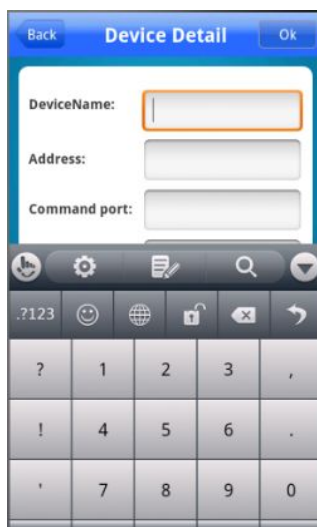 Back Device Detail Ok
DeviceName:
Address:
Command port:
.?123
? 1 2 3 ,
! 4 5 6 .
' 7 8 9 0